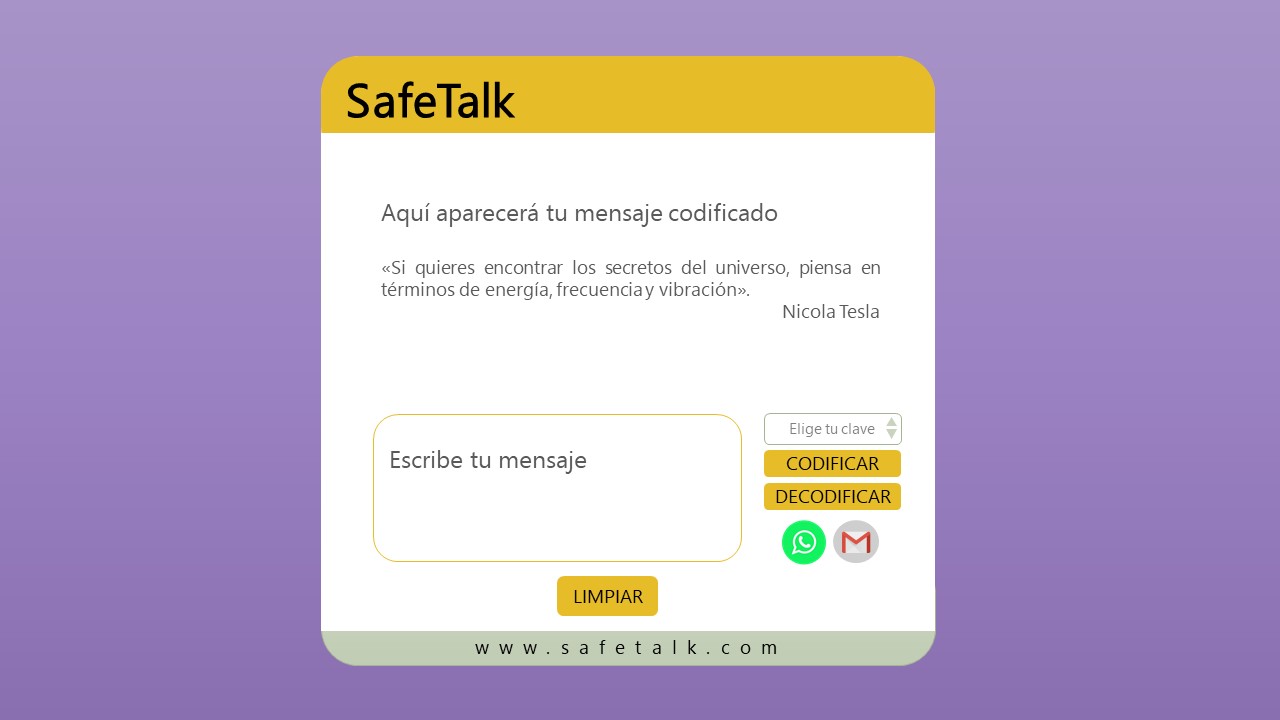 SafeTalk
Aquí aparecerá tu mensaje codificado
«Si quieres encontrar los secretos del universo, piensa en
términos de energía, frecuencia y vibración».
Nicola Tesla
Elige tu clave
Escribe tu mensaje
CODIFICAR
DECODIFICAR
LIMPIAR
www.safetalk.com